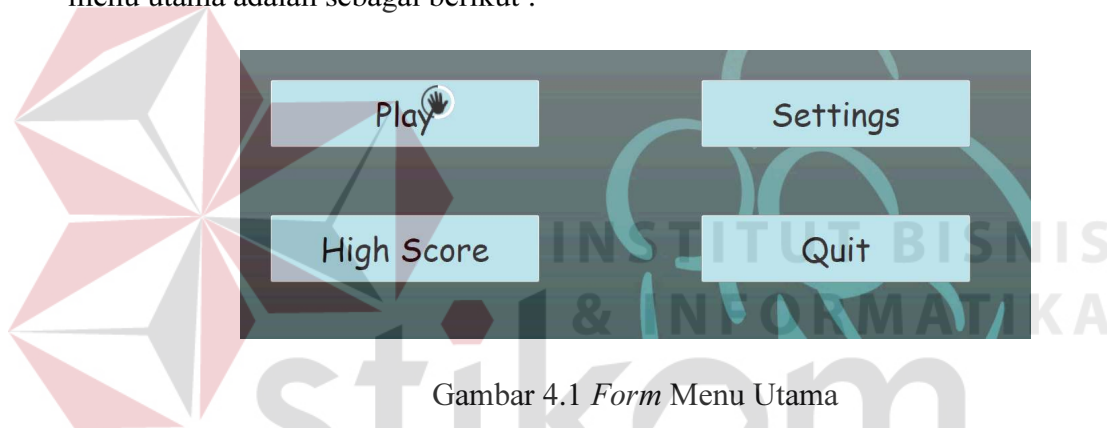 menu utama adalah sebagai berikut :
Play
Settings
High Score
Quit
INSTITUT BISNIS
& INFORMATIKA
stikom
Gambar 4.1 Form Menu Utama